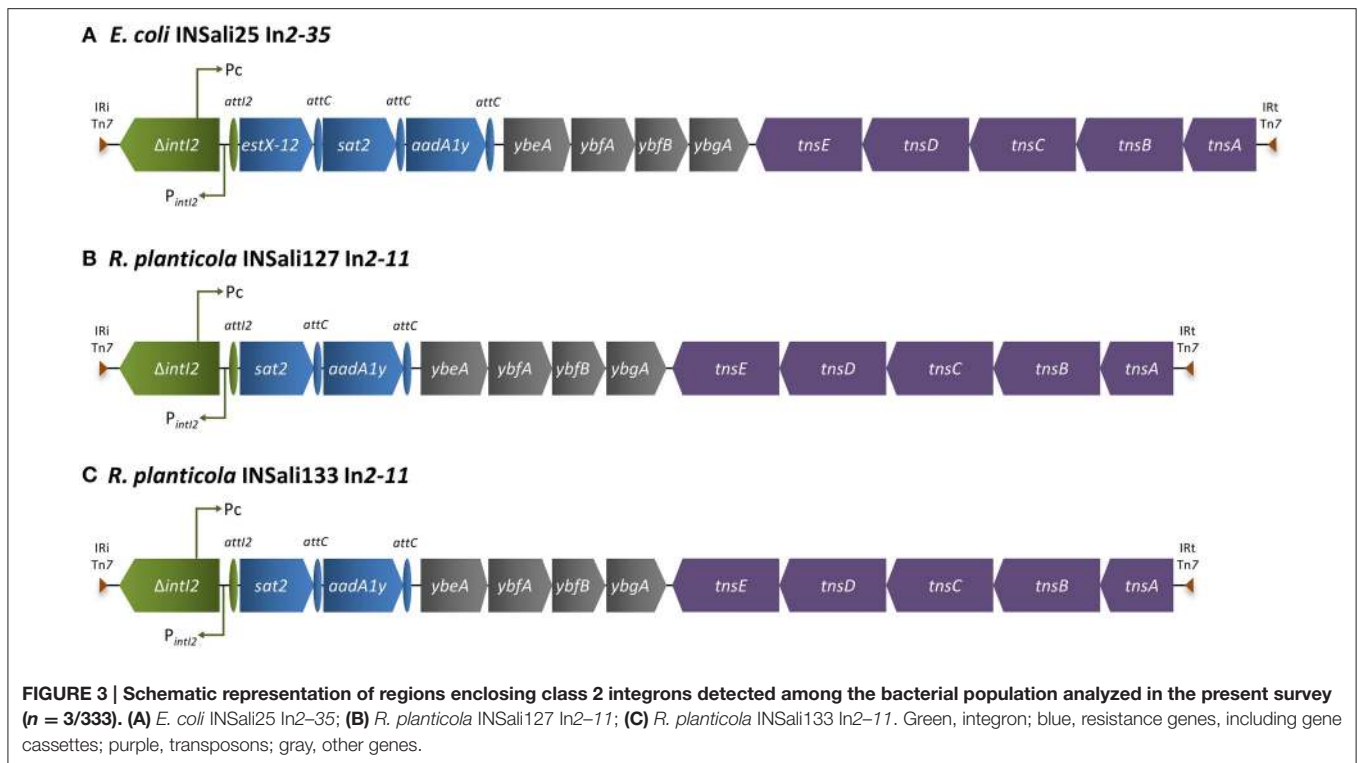 A E. coli INSali25 In2-35
Pc
IRi
Tn7
attI2
attC
attC
attC
IRt
Tn7
ΔintI2
estX-12
sat2
aadA1y
ybeA
ybfA
ybfB
ybgA
tnsE
tnsD
tnsC
tnsB
tnsA
PintI2
B R. planticola INSali127 In2-11
Pc
IRi
Tn7
attI2
attC
attC
IRt
Tn7
ΔintI2
sat2
aadA1y
ybeA
ybfA
ybfB
ybgA
tnsE
tnsD
tnsC
tnsB
tnsA
PintI2
C R. planticola INSali133 In2-11
Pc
IRi
Tn7
attI2
attC
attC
IRt
Tn7
ΔintI2
sat2
aadA1y
ybeA
ybfA
ybfB
ybgA
tnsE
tnsD
tnsC
tnsB
tnsA
PintI2
FIGURE 3 | Schematic representation of regions enclosing class 2 integrons detected among the bacterial population analyzed in the present survey
(n = 3/333). (A) E. coli INSali25 In2–35; (B) R. planticola INSali127 In2–11; (C) R. planticola INSali133 In2–11. Green, integron; blue, resistance genes, including gene
cassettes; purple, transposons; gray, other genes.